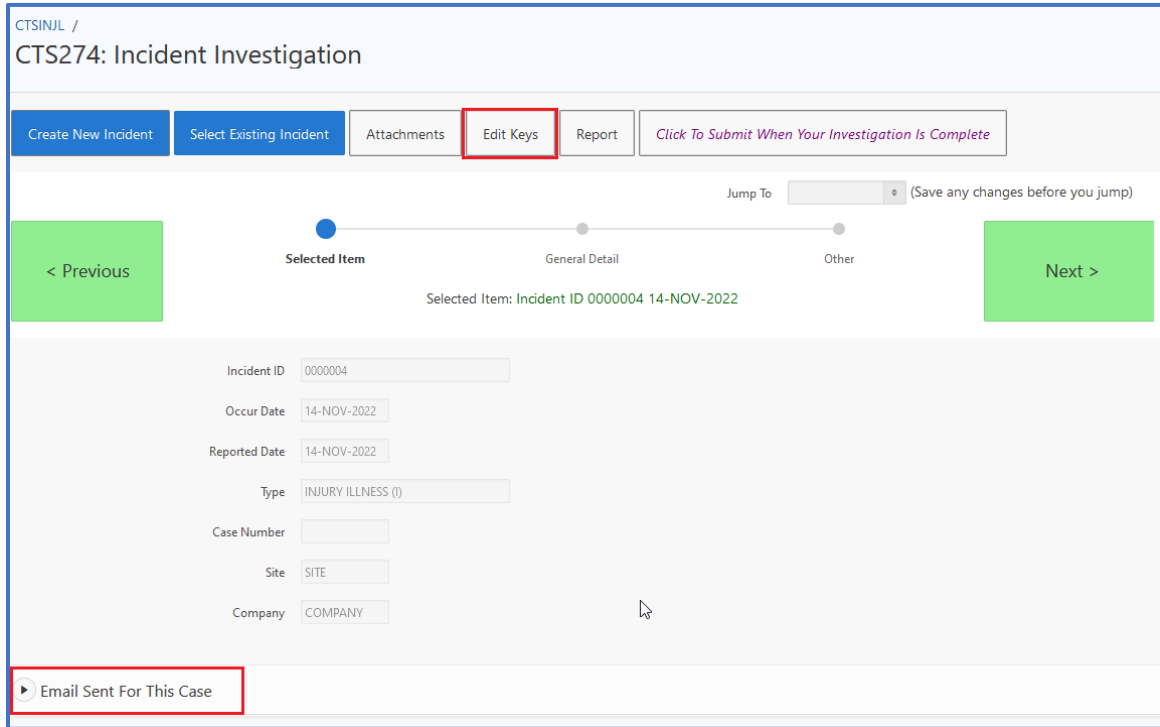 CTSINJL /
CTS274: Incident Investigation
Create New Incident Select Existing Incident Attachments Edit Keys Report Click To Submit When Your Investigation Is Complete
Jump To (Save any changes before you jump)
< Previous
Selected Item General Detail Other
Next >
Selected Item: Incident ID 0000004 14-NOV-2022
Incident ID 0000004
Occur Date 14-NOV-2022
Reported Date 14-NOV-2022
Type INJURY ILLNESS (I)
Case Number
Site SITE
Company COMPANY
Email Sent For This Case